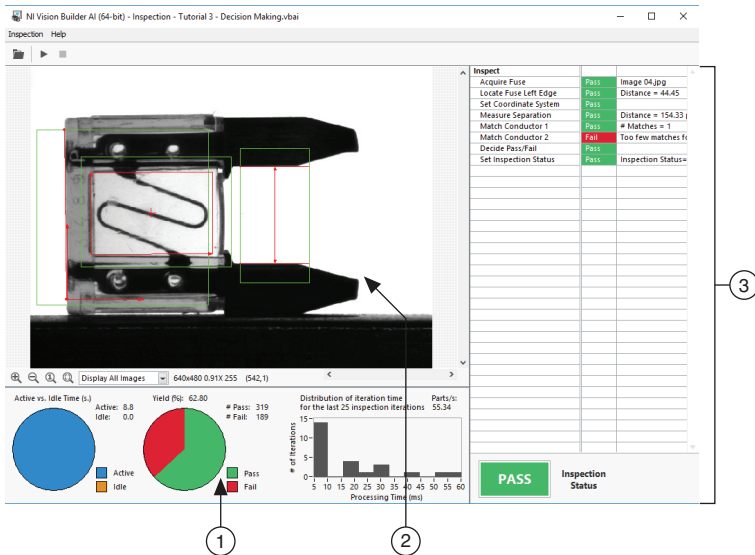 NI Vision Builder AI (64-bit) - Inspection - Tutorial 3 - Decision Making.vbai
Inspection Help
Inspect
Acquire Fuse Pass Image 04.jpg
Locate Fuse Left Edge Pass Distance = 44.45
Set Coordinate System Pass
Measure Separation Pass Distance = 154.33 p
Match Conductor 1 Pass # Matches = 1
Match Conductor 2 Fail Too few matches fo
Decide Pass/Fail Pass
Set Inspection Status Pass Inspection Status=
3
Display All Images 640x480 0.91X 255 (542,1)
Active vs. Idle Time (s.)
Active: 8.8
Idle: 0.0
Active
Idle
Yield (%): 62.80
# Pass: 319
# Fail: 189
Pass
Fail
Distribution of iteration time Parts/s:
for the last 25 inspection iterations 55.34
# of Iterations
15
10
5
0
5 10 15 20 25 30 35 40 45 50 55 60
Processing Time (ms)
PASS
Inspection
Status
1
2